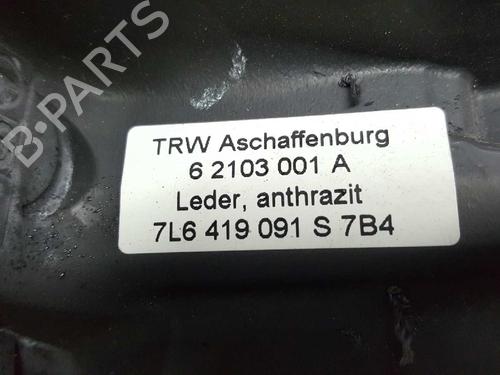 B-PARTS
TRW Aschaffenburg
6 2103 001 A
Leder, anthrazit
7L6 419 091 S 7B4